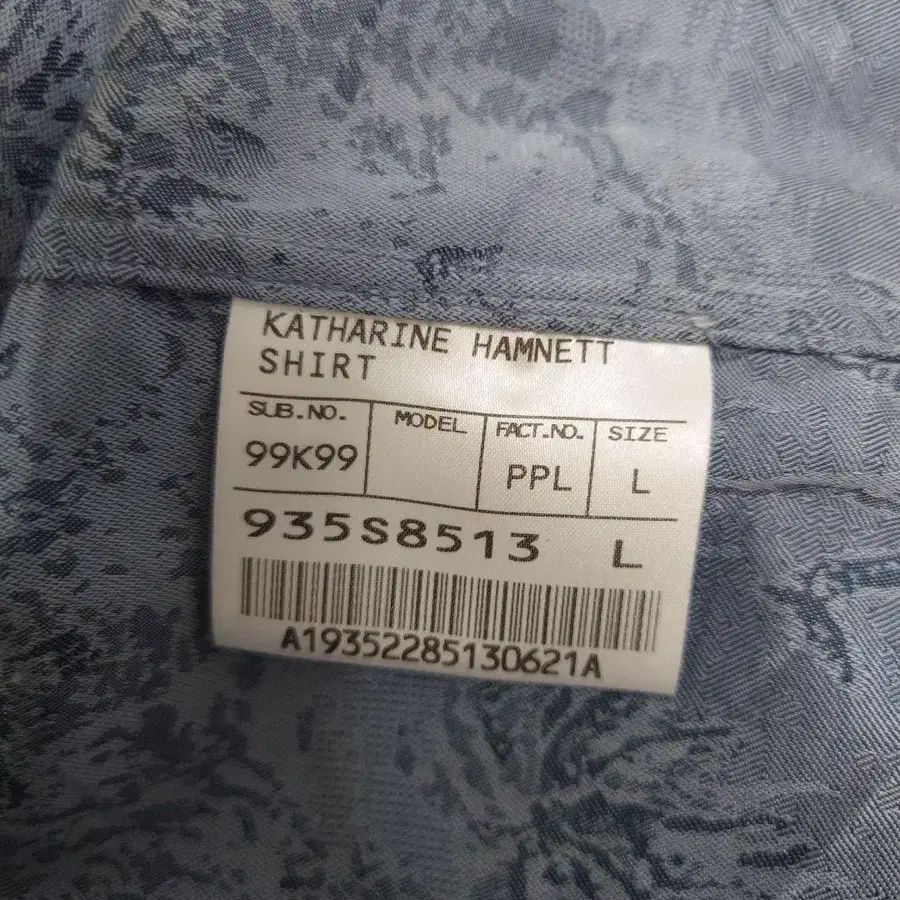 KATHARINE HAMNETT
SHIRT
SUB.NO. MODEL FACT.NO. SIZE
99K99 PPL L
935S8513 L
A19352285130621A